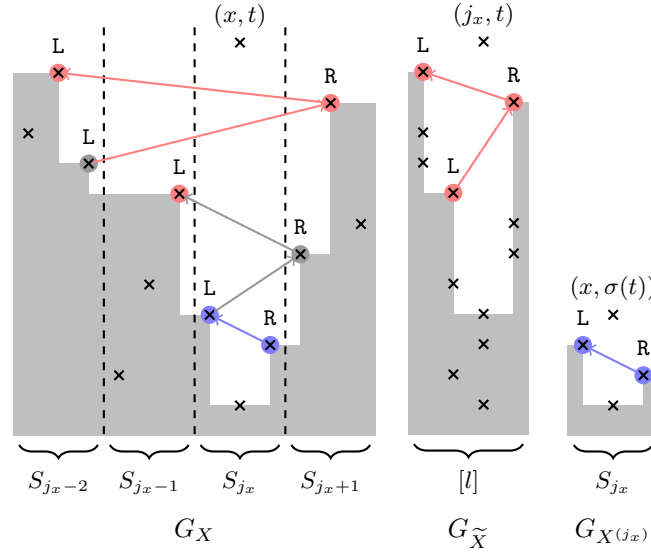 (x, t)
(j_x, t)
L
L
R
R
L
L
L
R
(x, σ(t))
L
R
L
R
S_{j_x−2} S_{j_x−1} S_{j_x} S_{j_x+1} [l] S_{j_x}
G_X G_{\widetilde{X}} G_{X^{(j_x)}}